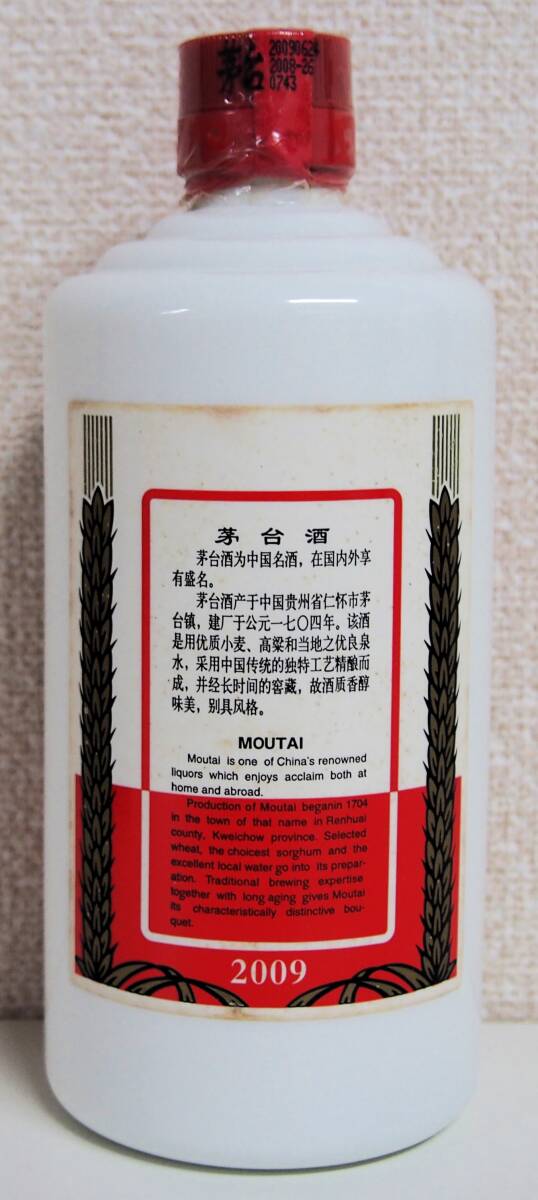 茅台
20090624
2008-26
0743
茅台酒
茅台酒为中国名酒，在国内外享
有盛名。
茅台酒产于中国贵州省仁怀市茅
台镇，建厂于公元一七〇四年。该酒
是用优质小麦、高粱和当地之优良泉
水，采用中国传统的独特工艺精酿而
成，并经长时间的窖藏，故酒质香醇
味美，别具风格。
MOUTAI
Moutai is one of China's renowned
liquors which enjoys acclaim both at
home and abroad.
Production of Moutai beganin 1704
in the town of that name in Renhuai
county, Kweichow province. Selected
wheat, the choicest sorghum and the
excellent local water go into its prepar-
ation. Traditional brewing expertise
together with long aging gives Moutai
its characteristically distinctive bou-
quet.
2009